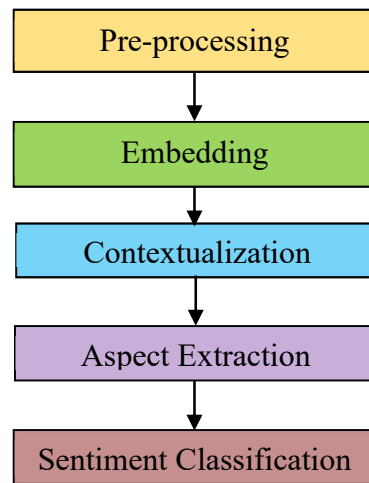 Pre-processing
Embedding
Contextualization
Aspect Extraction
Sentiment Classification